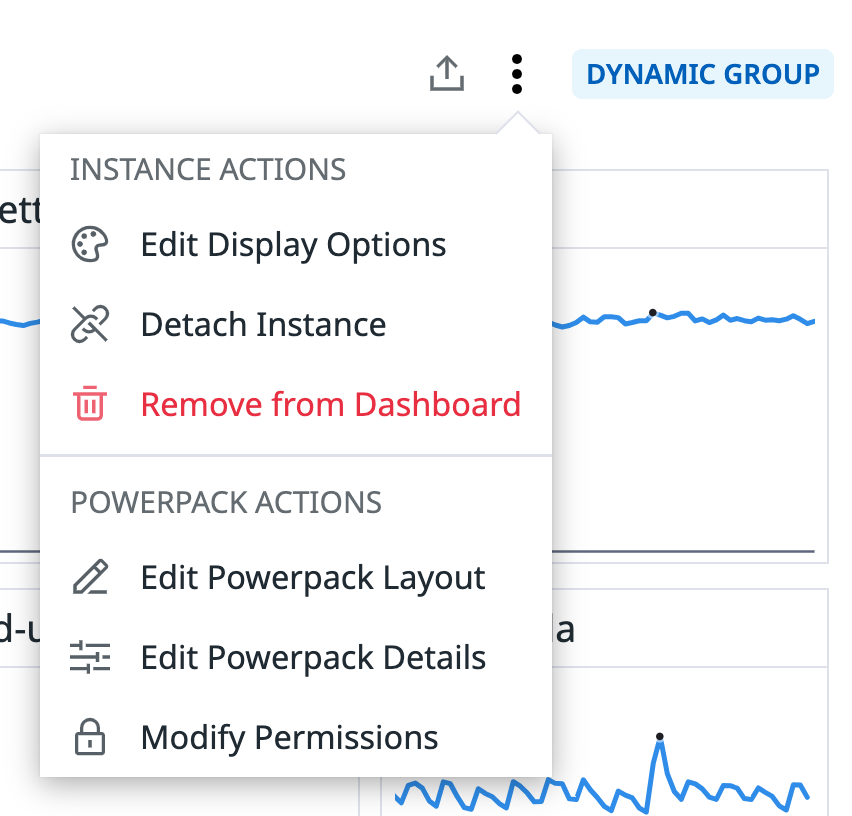 DYNAMIC GROUP
INSTANCE ACTIONS
ett
Edit Display Options
Detach Instance
Remove from Dashboard
POWERPACK ACTIONS
Edit Powerpack Layout
d-u
la
Edit Powerpack Details
Modify Permissions